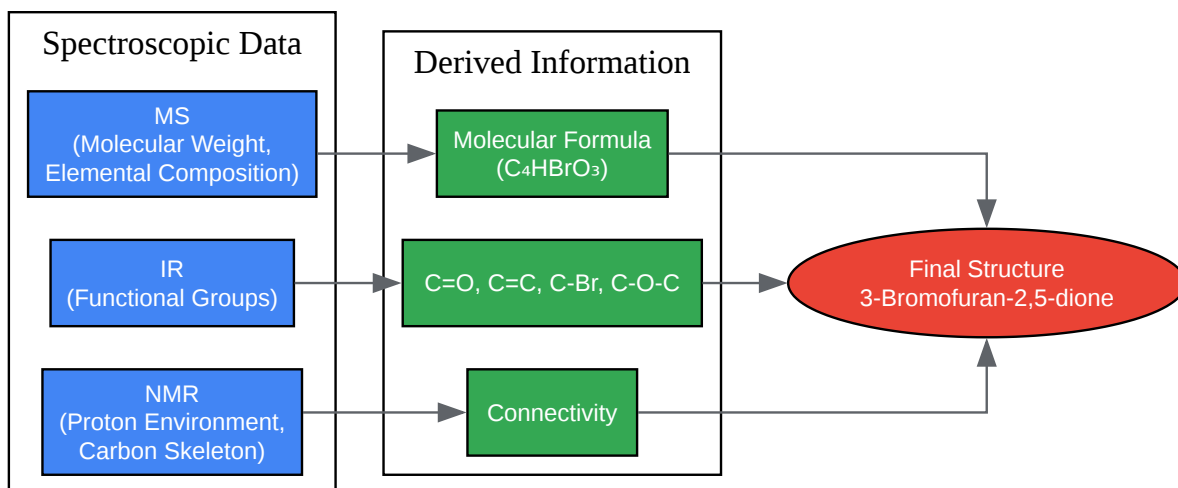 Spectroscopic Data
MS
(Molecular Weight,
Elemental Composition)
IR
(Functional Groups)
NMR
(Proton Environment,
Carbon Skeleton)
Derived Information
Molecular Formula
(C₄HBrO₃)
C=O, C=C, C-Br, C-O-C
Connectivity
Final Structure
3-Bromofuran-2,5-dione